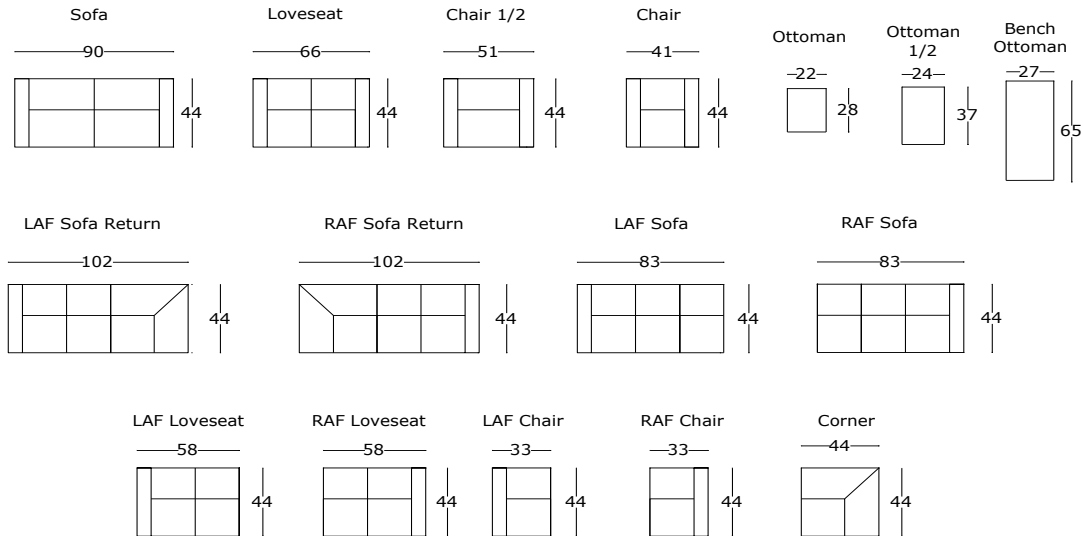 Sofa
90
44
Loveseat
66
44
Chair 1/2
51
44
Chair
41
44
Ottoman
22
28
Ottoman
1/2
24
37
Bench
Ottoman
27
65
LAF Sofa Return
102
44
RAF Sofa Return
102
44
LAF Sofa
83
44
RAF Sofa
83
44
LAF Loveseat
58
44
RAF Loveseat
58
44
LAF Chair
33
44
RAF Chair
33
44
Corner
44
44